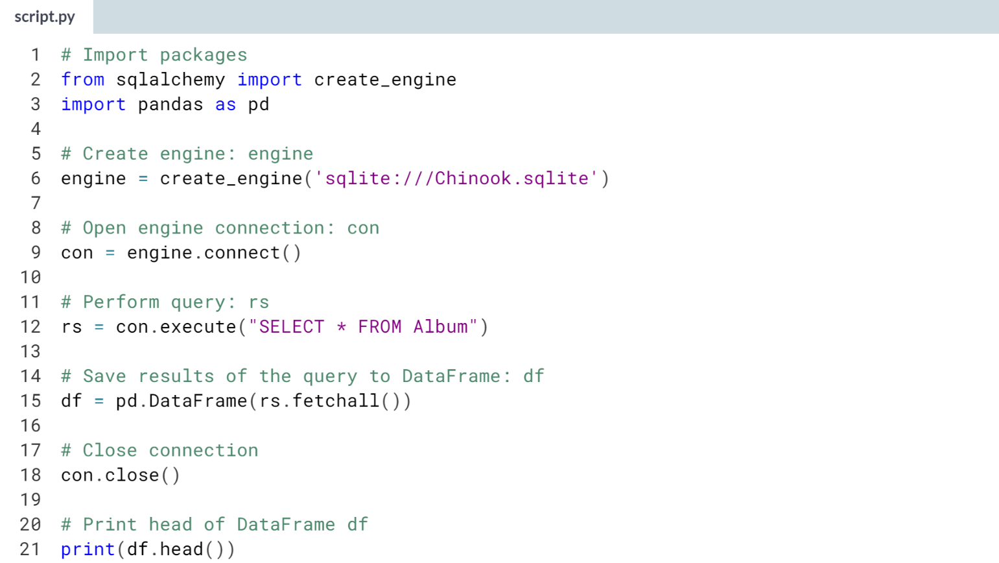 script.py
1 # Import packages
2 from sqlalchemy import create_engine
3 import pandas as pd
4
5 # Create engine: engine
6 engine = create_engine('sqlite:///Chinook.sqlite')
7
8 # Open engine connection: con
9 con = engine.connect()
10
11 # Perform query: rs
12 rs = con.execute("SELECT * FROM Album")
13
14 # Save results of the query to DataFrame: df
15 df = pd.DataFrame(rs.fetchall())
16
17 # Close connection
18 con.close()
19
20 # Print head of DataFrame df
21 print(df.head())